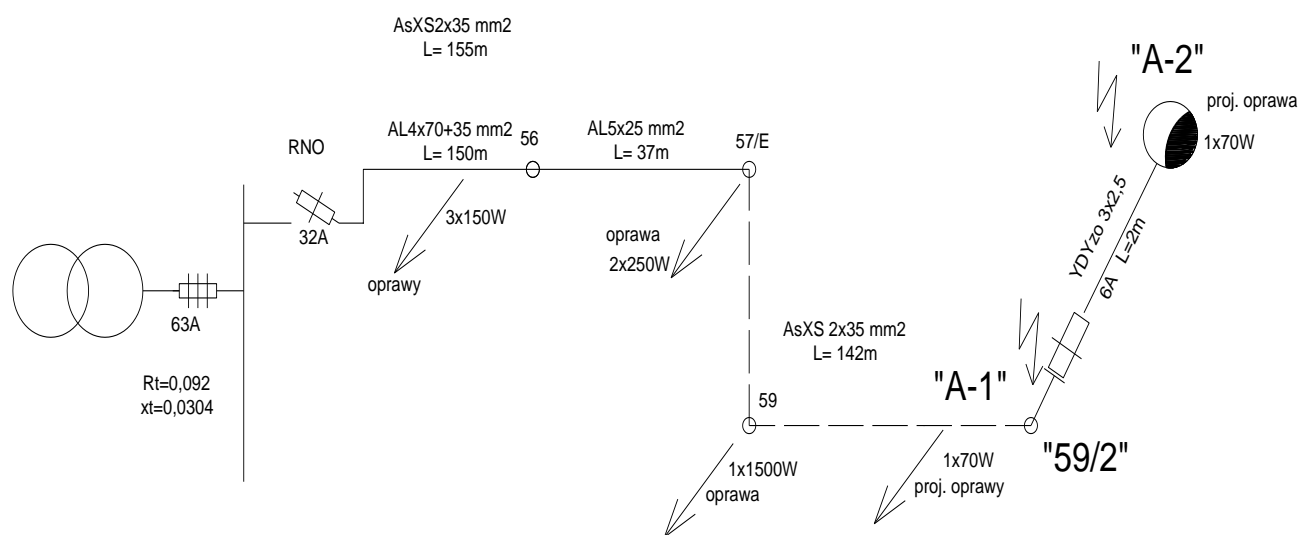 AsXS2x35 mm2
L= 155m
"A-2"
proj. oprawa
1x70W
RNO
AL4x70+35 mm2
L= 150m
56
AL5x25 mm2
L= 37m
57/E
32A
3x150W
oprawy
oprawa
2x250W
YDYzo 3x2,5
6A L=2m
63A
AsXS 2x35 mm2
L= 142m
Rt=0,092
xt=0,0304
59
"A-1"
"59/2"
1x1500W
oprawa
1x70W
proj. oprawy